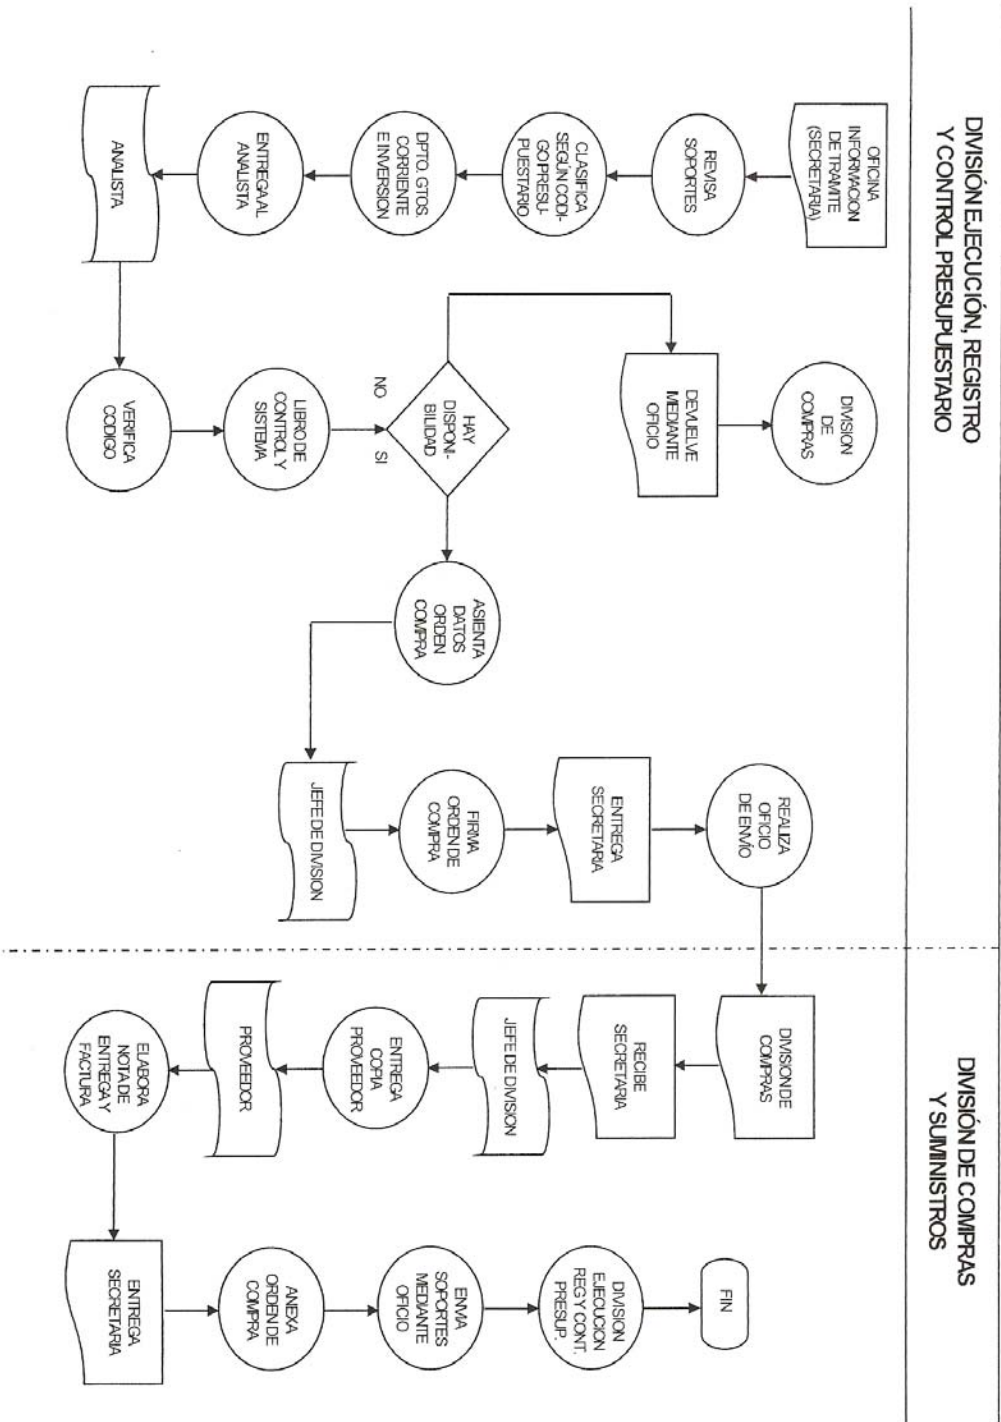 DIVISIÓN EJECUCIÓN, REGISTRO
Y CONTROL PRESUPUESTARIO
OFICINA
INFORMACION
DE TRAMITE
(SECRETARIA)
REVISA
SOPORTES
CLASIFICA
SEGÚN CODI-
GO PRESU-
PUESTARIO
DPTO. GTOS.
CORRIENTE
E INVERSION
ENTREGA AL
ANALISTA
ANALISTA
VERIFICA
CODIGO
LIBRO DE
CONTROL Y
SISTEMA
HAY
DISPONI-
BILIDAD
NO
SI
DEVUELVE
MEDIANTE
OFICIO
DIVISION
DE
COMPRAS
ASIENTA
DATOS
ORDEN
COMPRA
JEFE DE DIVISION
FIRMA
ORDEN DE
COMPRA
ENTREGA
SECRETARIA
REALIZA
OFICIO
DE ENVÍO
DIVISIÓN DE COMPRAS
Y SUMINISTROS
DIVISION DE
COMPRAS
RECIBE
SECRETARIA
JEFE DE DIVISION
ENTREGA
COPIA
PROVEEDOR
PROVEEDOR
ELABORA
NOTA DE
ENTREGA Y
FACTURA
ENTREGA
SECRETARIA
ANEXA
ORDEN DE
COMPRA
ENVIA
SOPORTES
MEDIANTE
OFICIO
DIVISION
EJECUCION
REG Y CONT.
PRESUP.
FIN